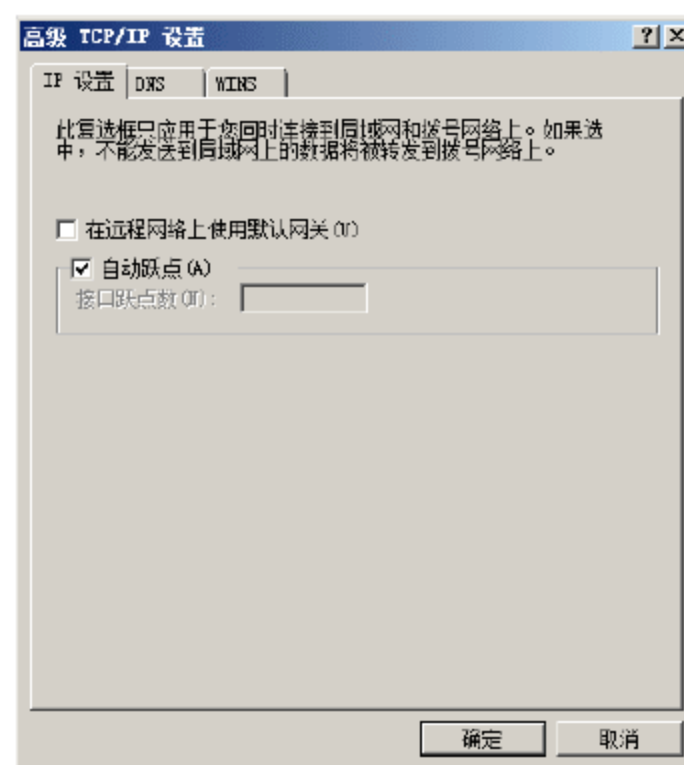 高级 TCP/IP 设置
IP 设置
DNS
WINS
此复选框只应用于您同时连接到局域网和拨号网络上。如果选
中，不能发送到局域网上的数据将被转发到拨号网络上。
在远程网络上使用默认网关(U)
自动跃点(A)
接口跃点数(N):
确定
取消